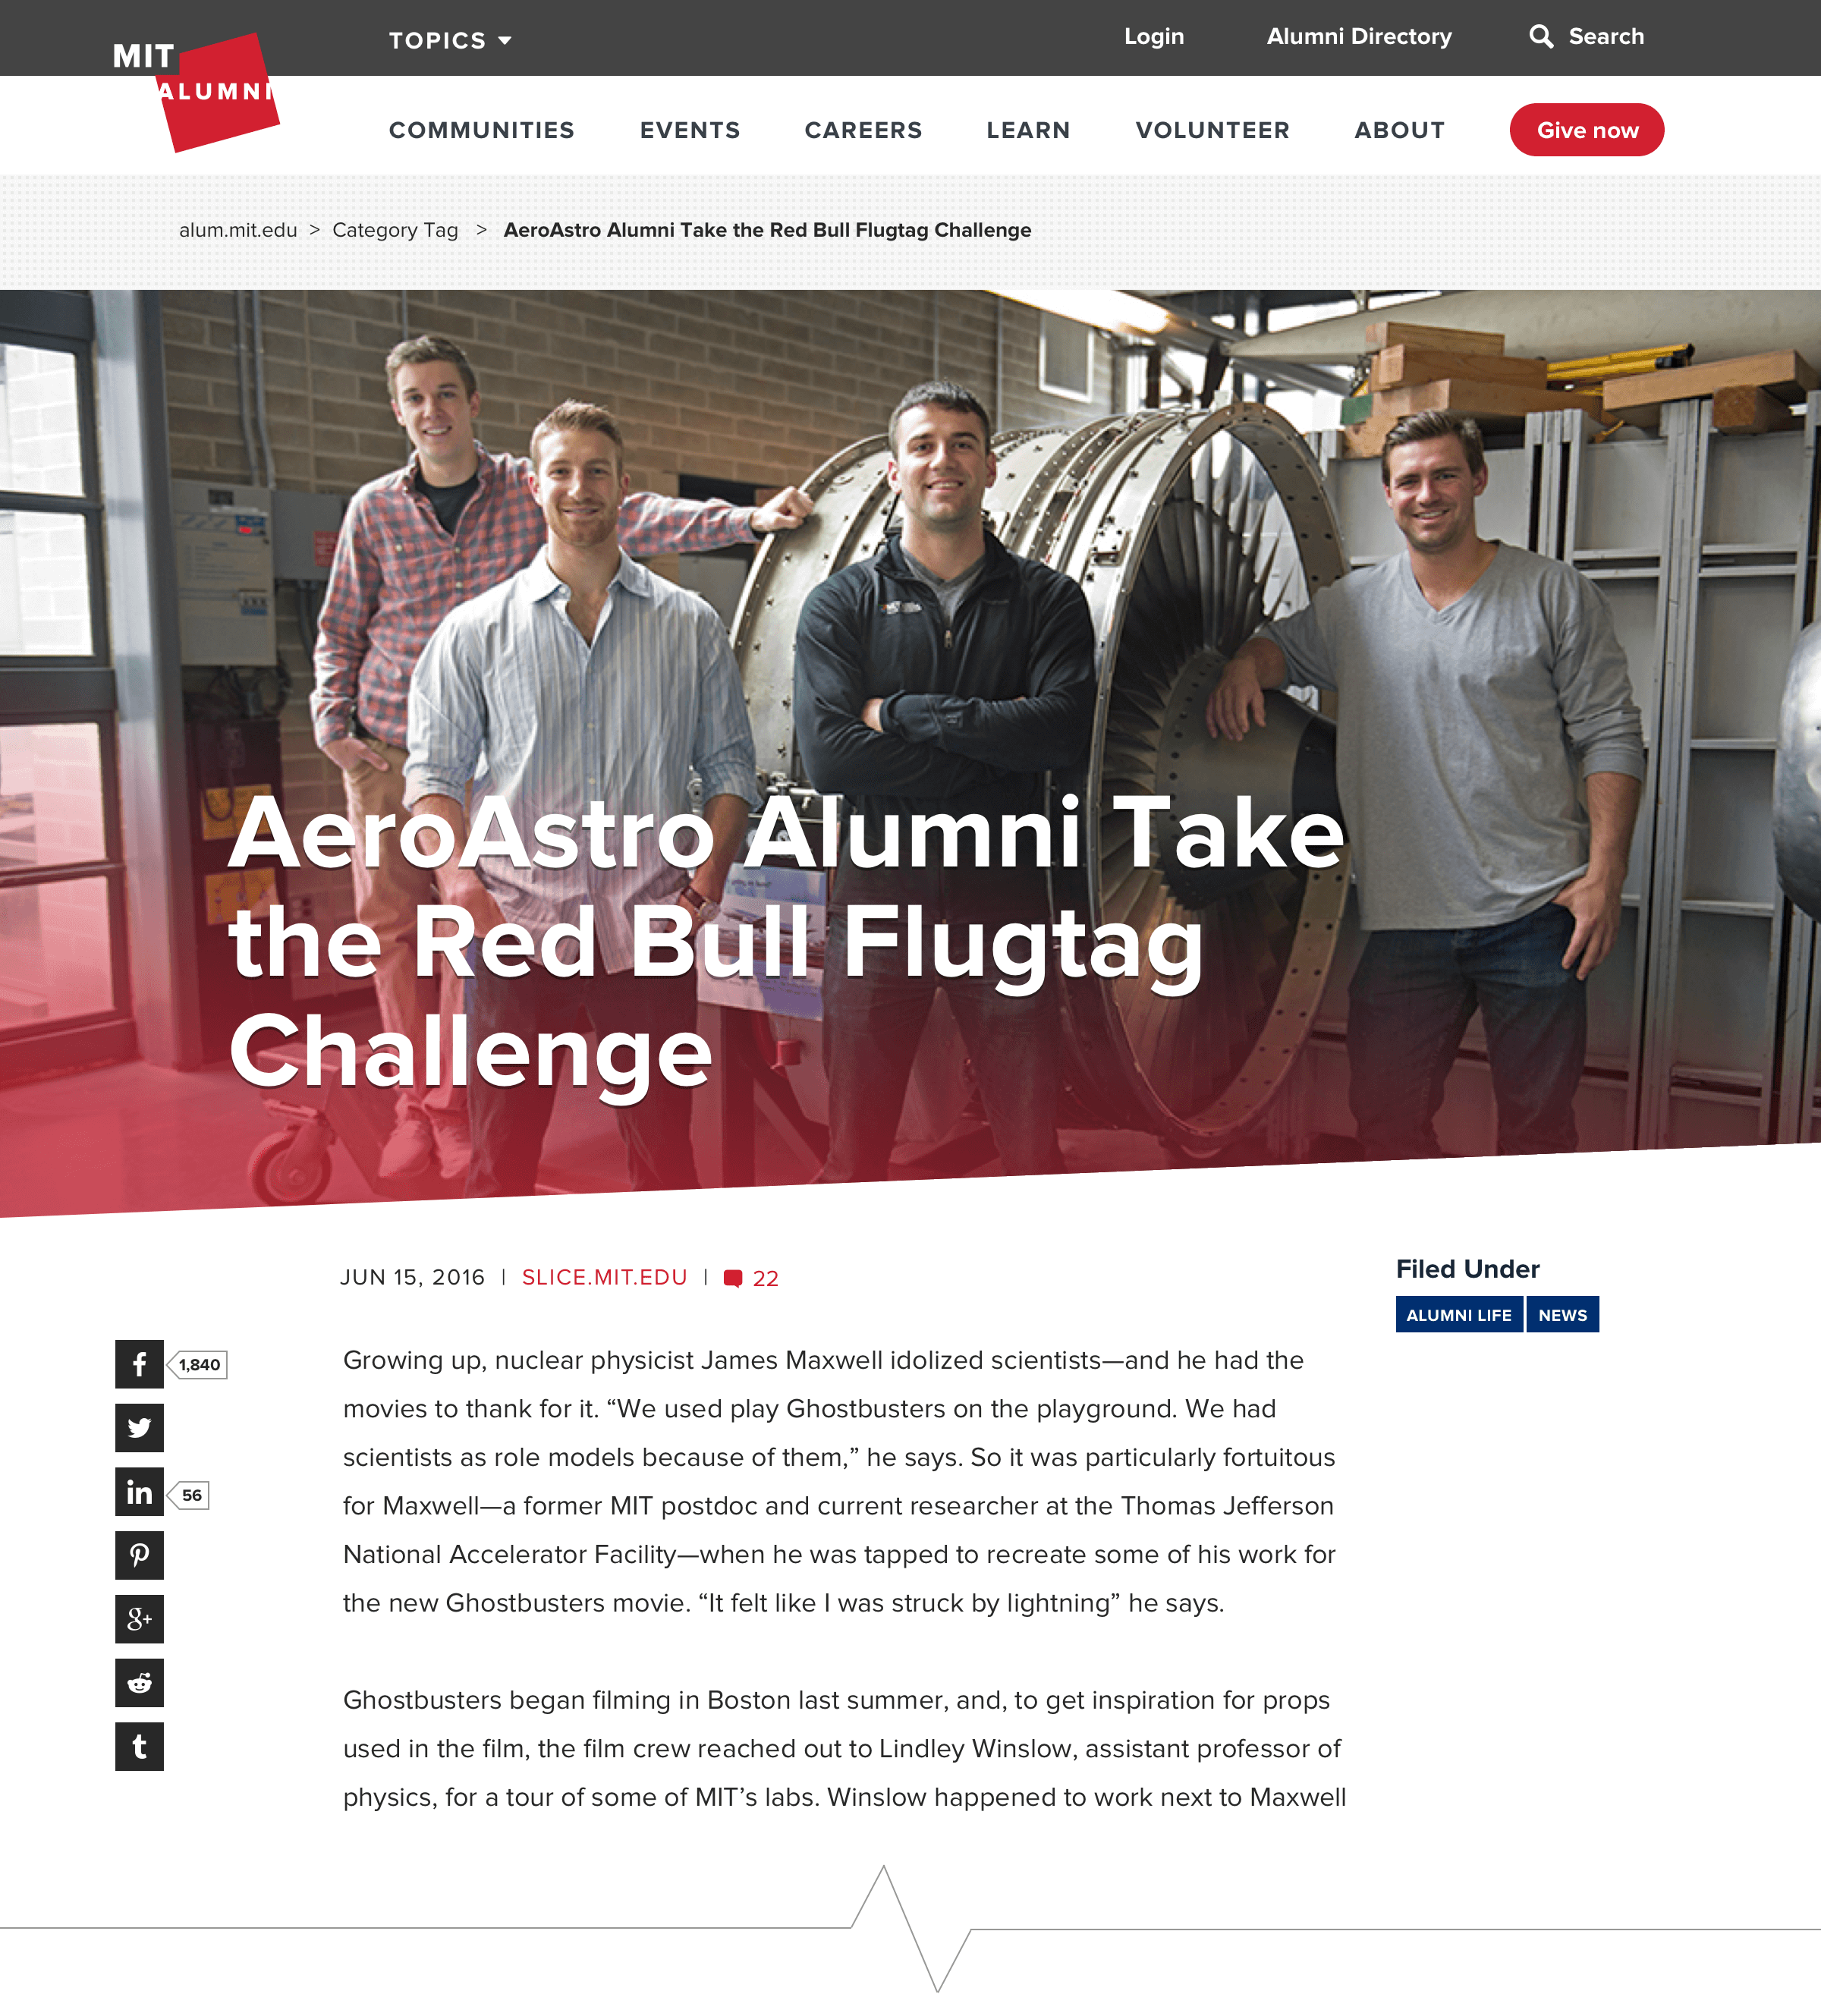 MIT
ALUMNI
TOPICS
Login
Alumni Directory
Search
COMMUNITIES
EVENTS
CAREERS
LEARN
VOLUNTEER
ABOUT
Give now
alum.mit.edu > Category Tag > AeroAstro Alumni Take the Red Bull Flugtag Challenge
AeroAstro Alumni Take
the Red Bull Flugtag
Challenge
JUN 15, 2016 | SLICE.MIT.EDU | 22
Filed Under
ALUMNI LIFE
NEWS
1,840
56
Growing up, nuclear physicist James Maxwell idolized scientists—and he had the
movies to thank for it. “We used play Ghostbusters on the playground. We had
scientists as role models because of them,” he says. So it was particularly fortuitous
for Maxwell—a former MIT postdoc and current researcher at the Thomas Jefferson
National Accelerator Facility—when he was tapped to recreate some of his work for
the new Ghostbusters movie. “It felt like I was struck by lightning” he says.
Ghostbusters began filming in Boston last summer, and, to get inspiration for props
used in the film, the film crew reached out to Lindley Winslow, assistant professor of
physics, for a tour of some of MIT’s labs. Winslow happened to work next to Maxwell